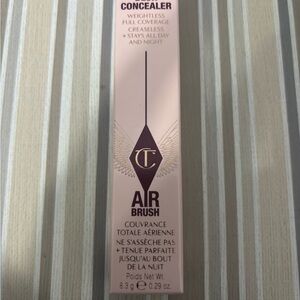 CONCEALER
WEIGHTLESS
FULL COVERAGE
CREASELESS
+ STAYS ALL DAY
AND NIGHT
CT
AIR
BRUSH
COUVRANCE
TOTALE AÉRIENNE
NE S'ASSÈCHE PAS
+ TENUE PARFAITE
JUSQU'AU BOUT
DE LA NUIT
Poids Net Wt.
8.3 g ℮ 0.29 oz.